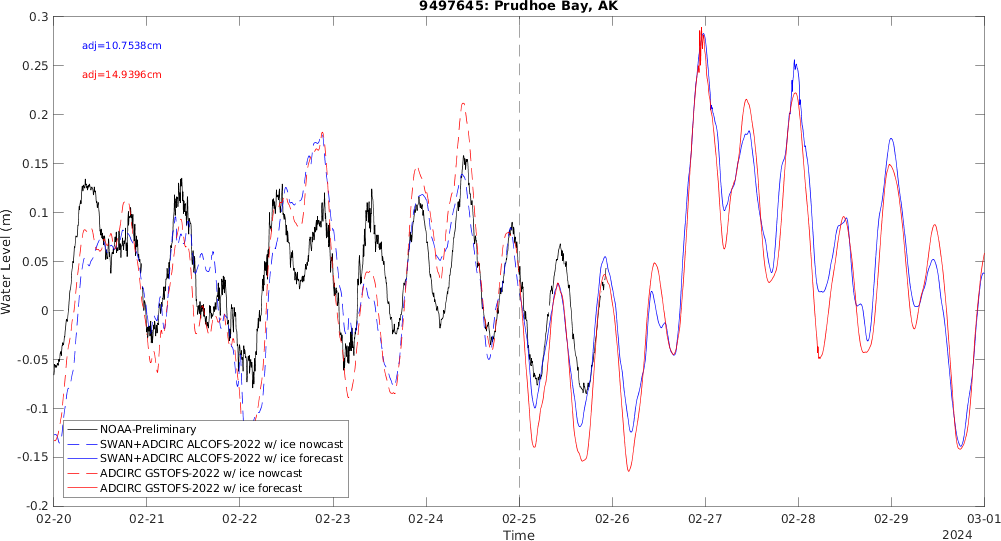 9497645: Prudhoe Bay, AK
adj=10.7538cm
adj=14.9396cm
Water Level (m)
0.3
0.25
0.2
0.15
0.1
0.05
0
-0.05
-0.1
-0.15
-0.2
NOAA-Preliminary
SWAN+ADCIRC ALCOFS-2022 w/ ice nowcast
SWAN+ADCIRC ALCOFS-2022 w/ ice forecast
ADCIRC GSTOFS-2022 w/ ice nowcast
ADCIRC GSTOFS-2022 w/ ice forecast
02-20 02-21 02-22 02-23 02-24 02-25 02-26 02-27 02-28 02-29 03-01
Time
2024